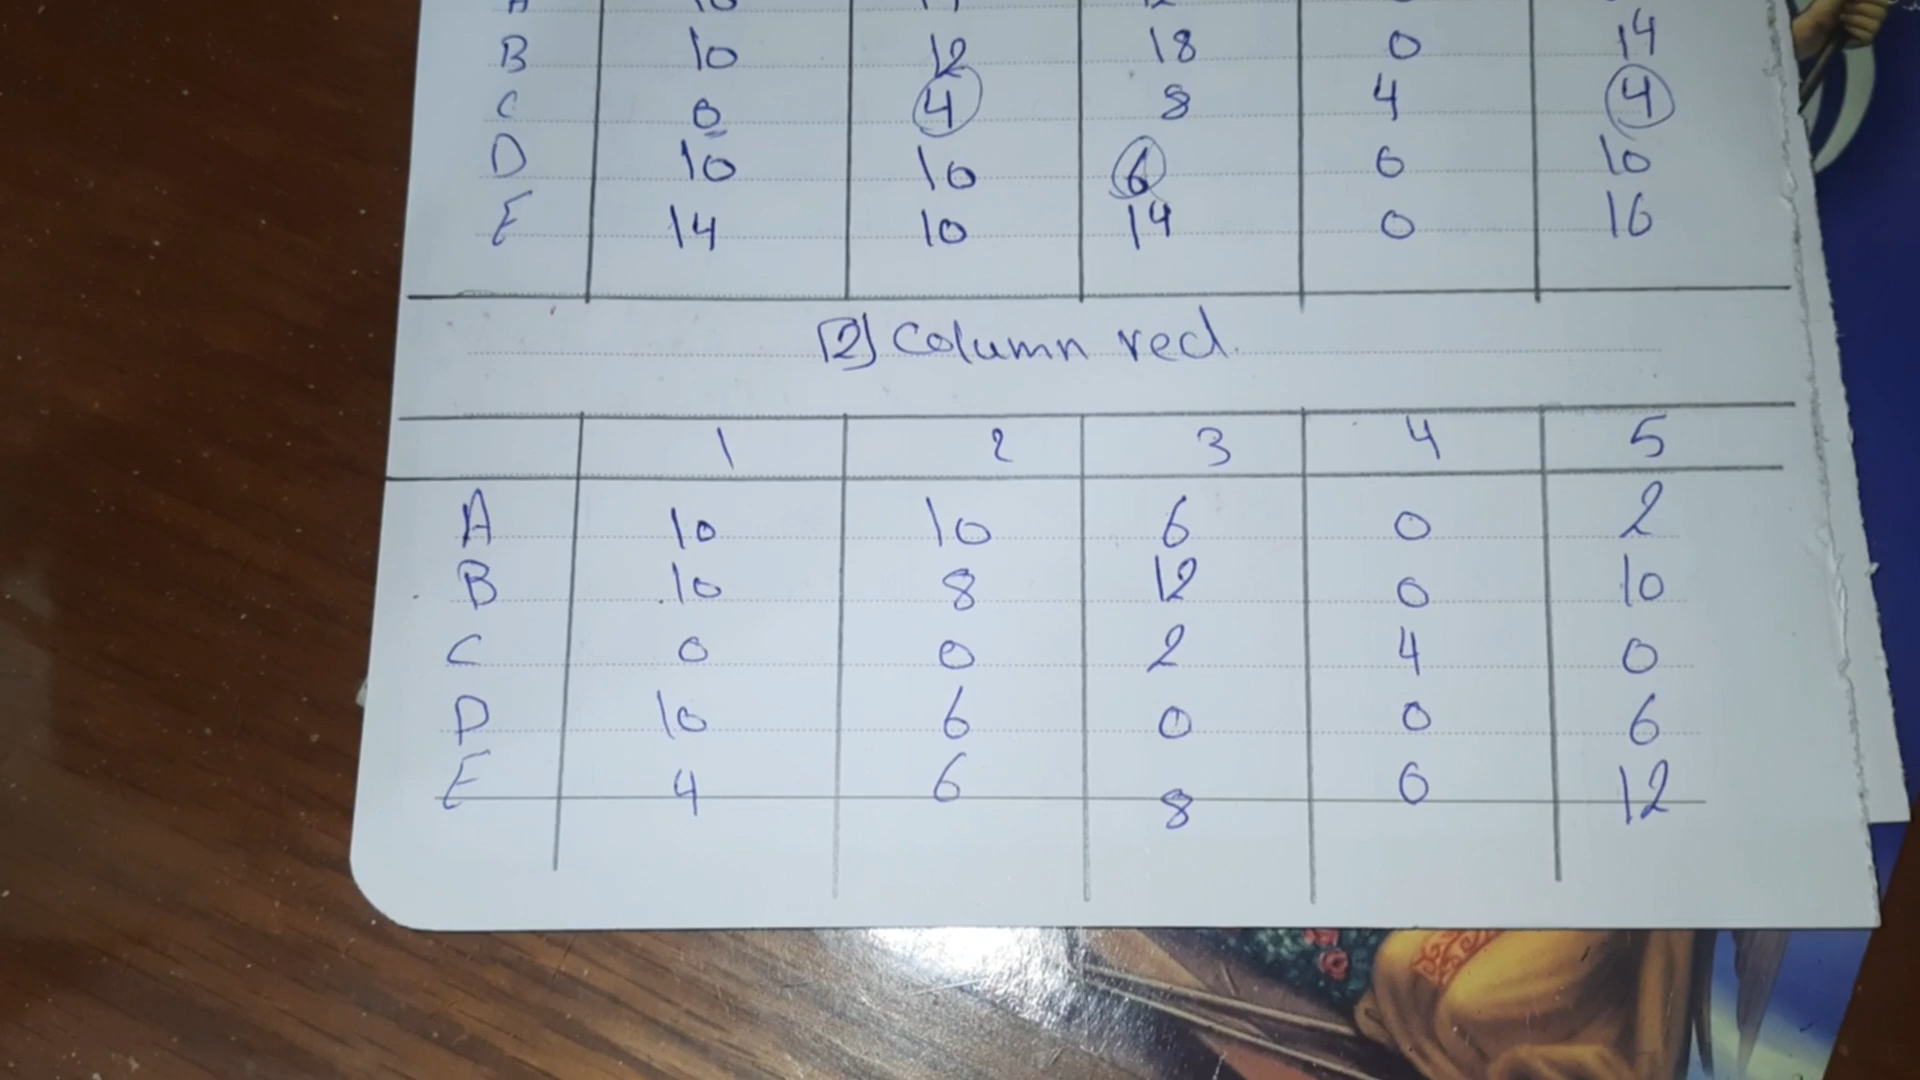 B 10 12 18 0 14
C 0 4 8 4 4
D 10 10 6 0 10
E 14 10 14 0 16
[2] Column red.
1 2 3 4 5
A 10 10 6 0 2
B 10 8 12 0 10
C 0 0 2 4 0
D 10 6 0 0 6
E 4 6 8 0 12